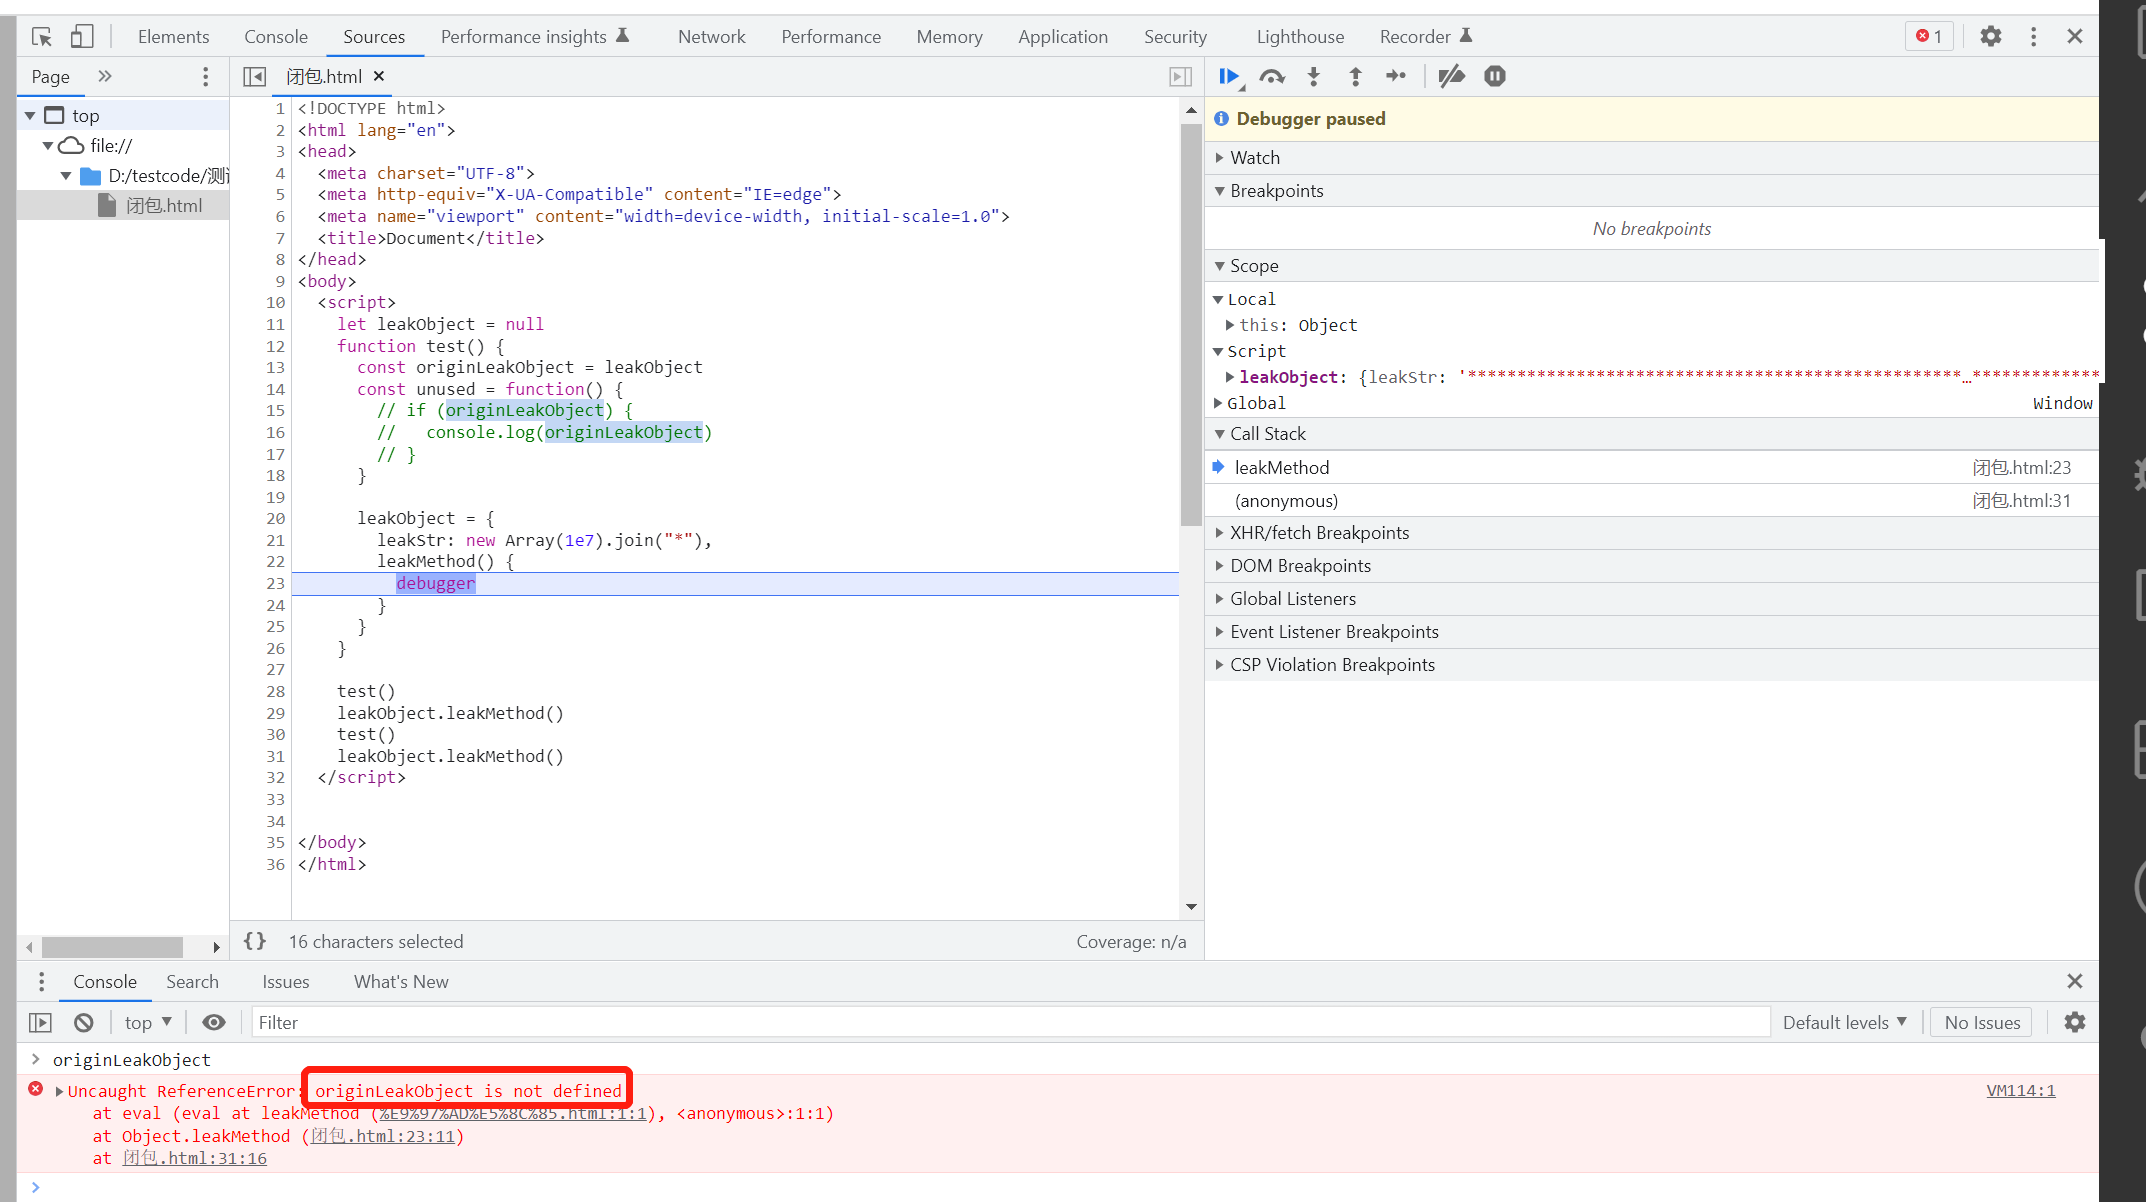 Elements Console Sources Performance insights Network Performance Memory Application Security Lighthouse Recorder 1
Page 闭包.html
top
file://
D:/testcode/测
闭包.html
1 <!DOCTYPE html>
2 <html lang="en">
3 <head>
4 <meta charset="UTF-8">
5 <meta http-equiv="X-UA-Compatible" content="IE=edge">
6 <meta name="viewport" content="width=device-width, initial-scale=1.0">
7 <title>Document</title>
8 </head>
9 <body>
10 <script>
11 let leakObject = null
12 function test() {
13 const originLeakObject = leakObject
14 const unused = function() {
15 // if (originLeakObject) {
16 // console.log(originLeakObject)
17 // }
18 }
19
20 leakObject = {
21 leakStr: new Array(1e7).join("*"),
22 leakMethod() {
23 debugger
24 }
25 }
26 }
27
28 test()
29 leakObject.leakMethod()
30 test()
31 leakObject.leakMethod()
32 </script>
33
34
35 </body>
36 </html>
{} 16 characters selected Coverage: n/a
Debugger paused
Watch
Breakpoints
No breakpoints
Scope
Local
this: Object
Script
leakObject: {leakStr: '**************************************************…*************
Global Window
Call Stack
leakMethod 闭包.html:23
(anonymous) 闭包.html:31
XHR/fetch Breakpoints
DOM Breakpoints
Global Listeners
Event Listener Breakpoints
CSP Violation Breakpoints
Console Search Issues What's New
top Filter Default levels No Issues
> originLeakObject
Uncaught ReferenceError: originLeakObject is not defined VM114:1
at eval (eval at leakMethod (%E9%97%AD%E5%8C%85.html:1:1), <anonymous>:1:1)
at Object.leakMethod (闭包.html:23:11)
at 闭包.html:31:16
>